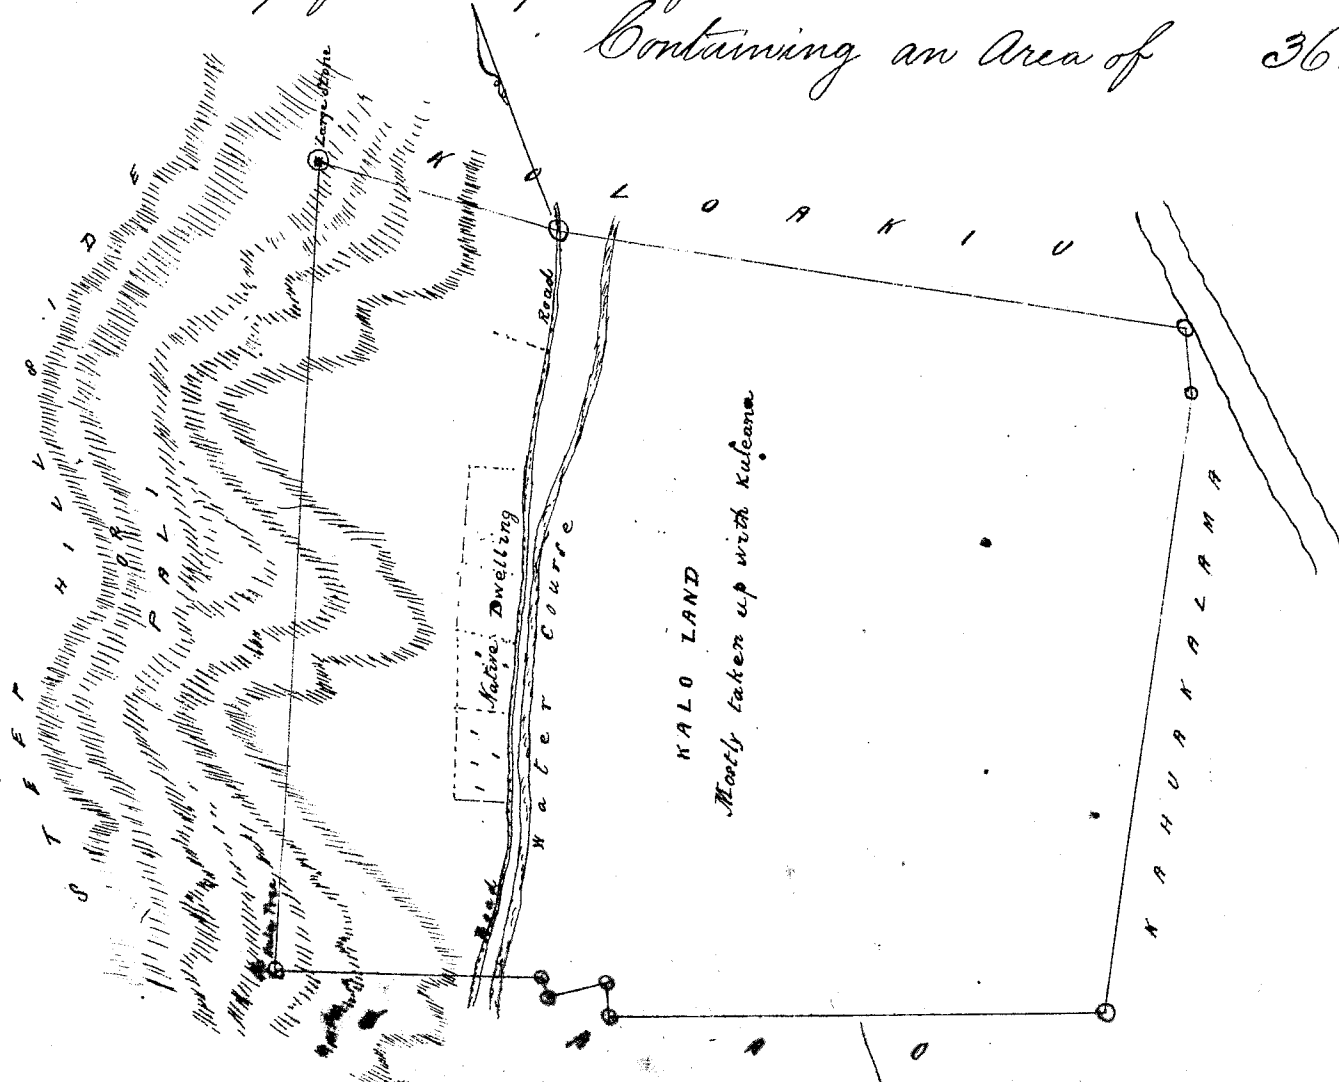 Containing an Area of 36
Large Stone
KOLOAKIU
STEEP HILLSIDE
OR
PALI
Road
Native Dwelling
Water Course
KALO LAND
Mostly taken up with Kuleana
KAHUAKALAMA
Road
Tree